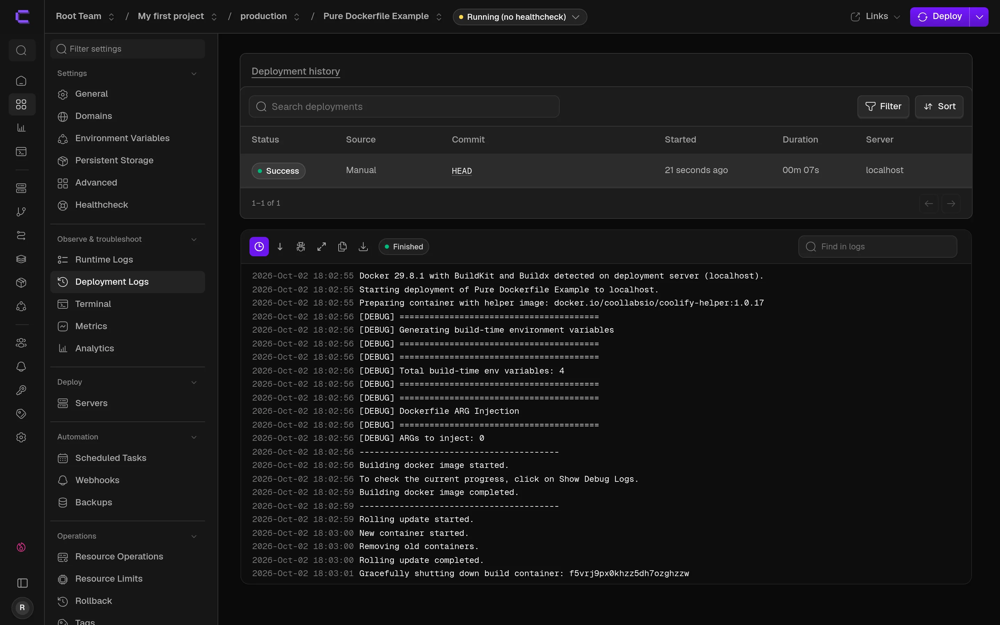 Root Team / My first project / production / Pure Dockerfile Example Running (no healthcheck) Links Deploy
Filter settings
Settings
General
Domains
Environment Variables
Persistent Storage
Advanced
Healthcheck
Observe & troubleshoot
Runtime Logs
Deployment Logs
Terminal
Metrics
Analytics
Deploy
Servers
Automation
Scheduled Tasks
Webhooks
Backups
Operations
Resource Operations
Resource Limits
Rollback
Tags
R
Deployment history
Search deployments Filter Sort
Status Source Commit Started Duration Server
Success Manual HEAD 21 seconds ago 00m 07s localhost
1–1 of 1
Finished Find in logs
2026-Oct-02 18:02:55 Docker 29.8.1 with BuildKit and Buildx detected on deployment server (localhost).
2026-Oct-02 18:02:55 Starting deployment of Pure Dockerfile Example to localhost.
2026-Oct-02 18:02:55 Preparing container with helper image: docker.io/coollabsio/coolify-helper:1.0.17
2026-Oct-02 18:02:56 [DEBUG] ========================================
2026-Oct-02 18:02:56 [DEBUG] Generating build-time environment variables
2026-Oct-02 18:02:56 [DEBUG] ========================================
2026-Oct-02 18:02:56 [DEBUG] ========================================
2026-Oct-02 18:02:56 [DEBUG] Total build-time env variables: 4
2026-Oct-02 18:02:56 [DEBUG] ========================================
2026-Oct-02 18:02:56 [DEBUG] ========================================
2026-Oct-02 18:02:56 [DEBUG] Dockerfile ARG Injection
2026-Oct-02 18:02:56 [DEBUG] ========================================
2026-Oct-02 18:02:56 [DEBUG] ARGs to inject: 0
2026-Oct-02 18:02:56 ----------------------------------------
2026-Oct-02 18:02:56 Building docker image started.
2026-Oct-02 18:02:56 To check the current progress, click on Show Debug Logs.
2026-Oct-02 18:02:59 Building docker image completed.
2026-Oct-02 18:02:59 ----------------------------------------
2026-Oct-02 18:02:59 Rolling update started.
2026-Oct-02 18:03:00 New container started.
2026-Oct-02 18:03:00 Removing old containers.
2026-Oct-02 18:03:00 Rolling update completed.
2026-Oct-02 18:03:01 Gracefully shutting down build container: f5vrj9px0khzz5dh7ozghzzw